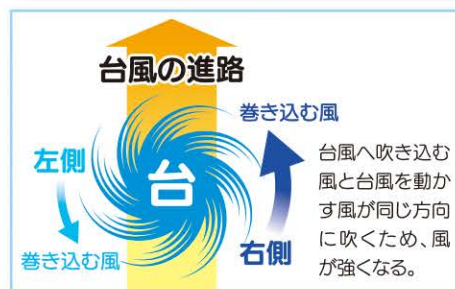 台風の進路
巻き込む風
左側
台
台風へ吹き込む
風と台風を動か
す風が同じ方向
に吹くため、風
が強くなる。
巻き込む風
右側